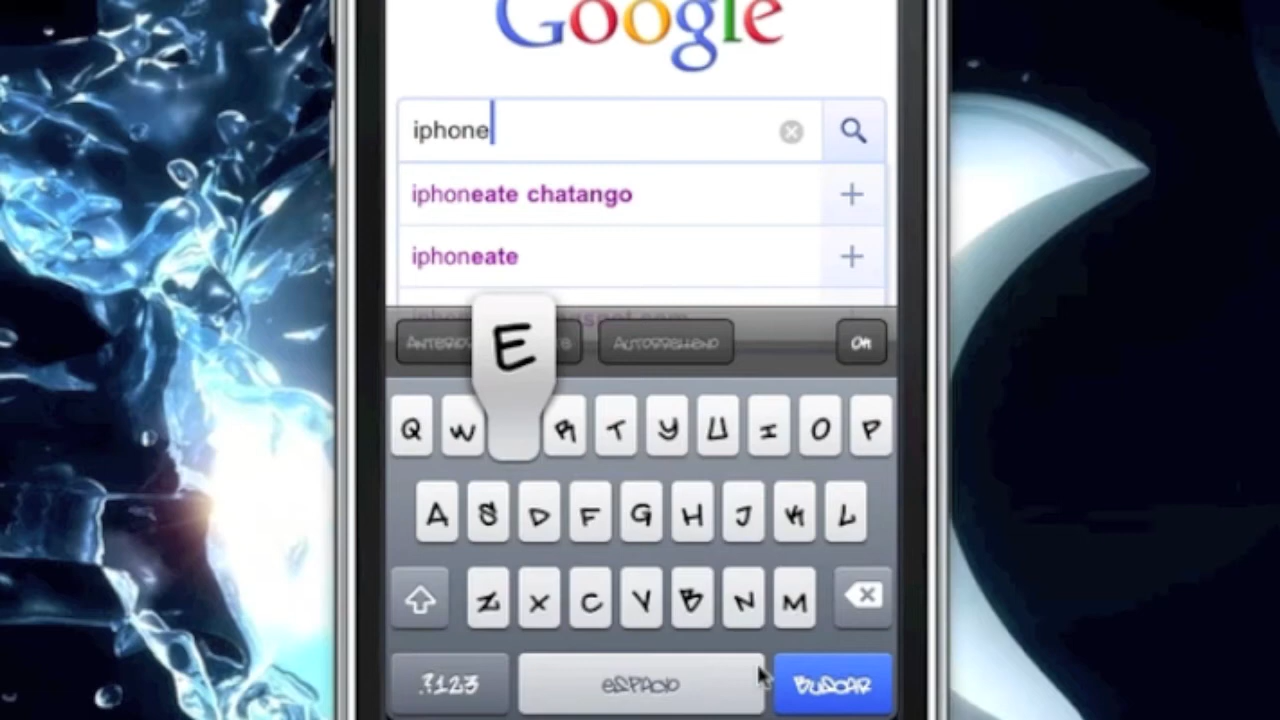 Google
iphone
iphoneate chatango
iphoneate
E
AUTORRELLENO
OK
Q W R T Y U I O P
A S D F G H J K L
Z X C V B N M
.?123 ESPACIO BUSCAR